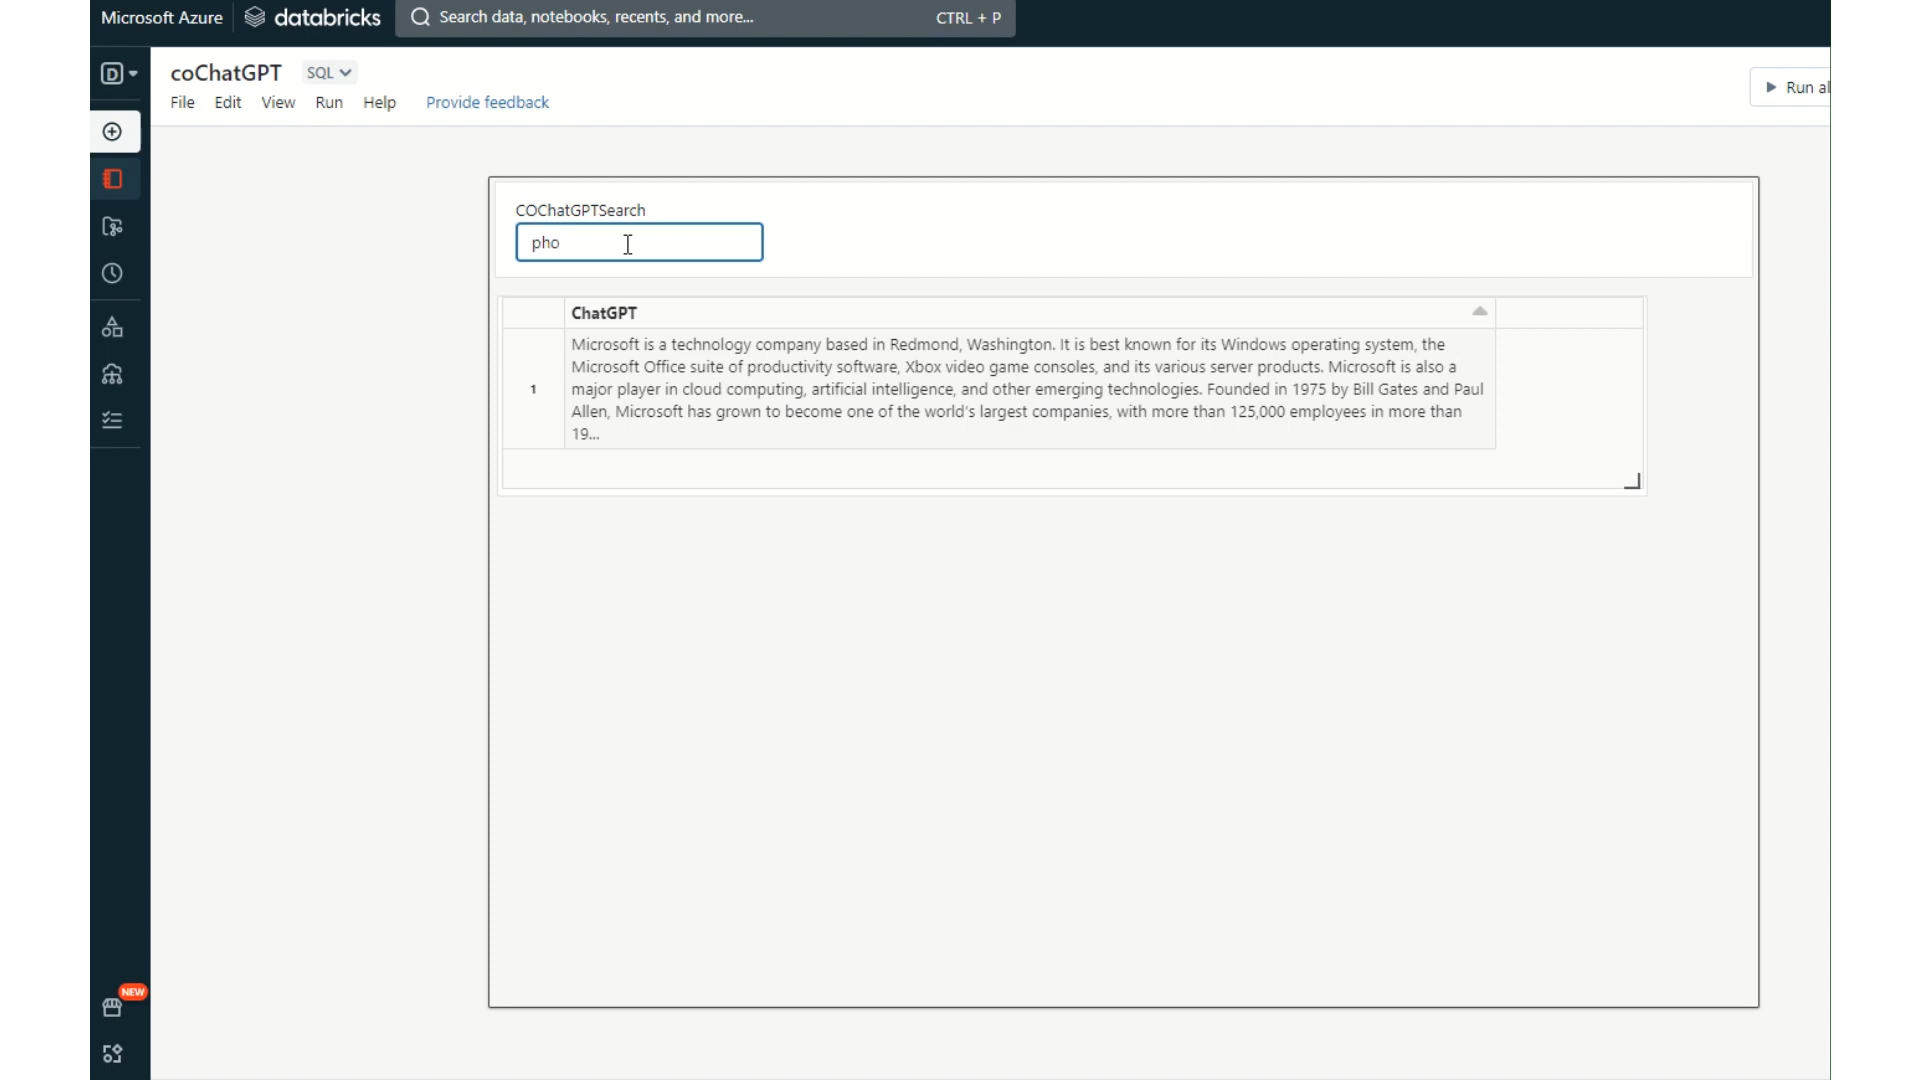 Microsoft Azure databricks Search data, notebooks, recents, and more... CTRL + P
D coChatGPT SQL
File Edit View Run Help Provide feedback
Run al
COChatGPTSearch
pho
ChatGPT
Microsoft is a technology company based in Redmond, Washington. It is best known for its Windows operating system, the
Microsoft Office suite of productivity software, Xbox video game consoles, and its various server products. Microsoft is also a
1 major player in cloud computing, artificial intelligence, and other emerging technologies. Founded in 1975 by Bill Gates and Paul
Allen, Microsoft has grown to become one of the world's largest companies, with more than 125,000 employees in more than
19...
NEW